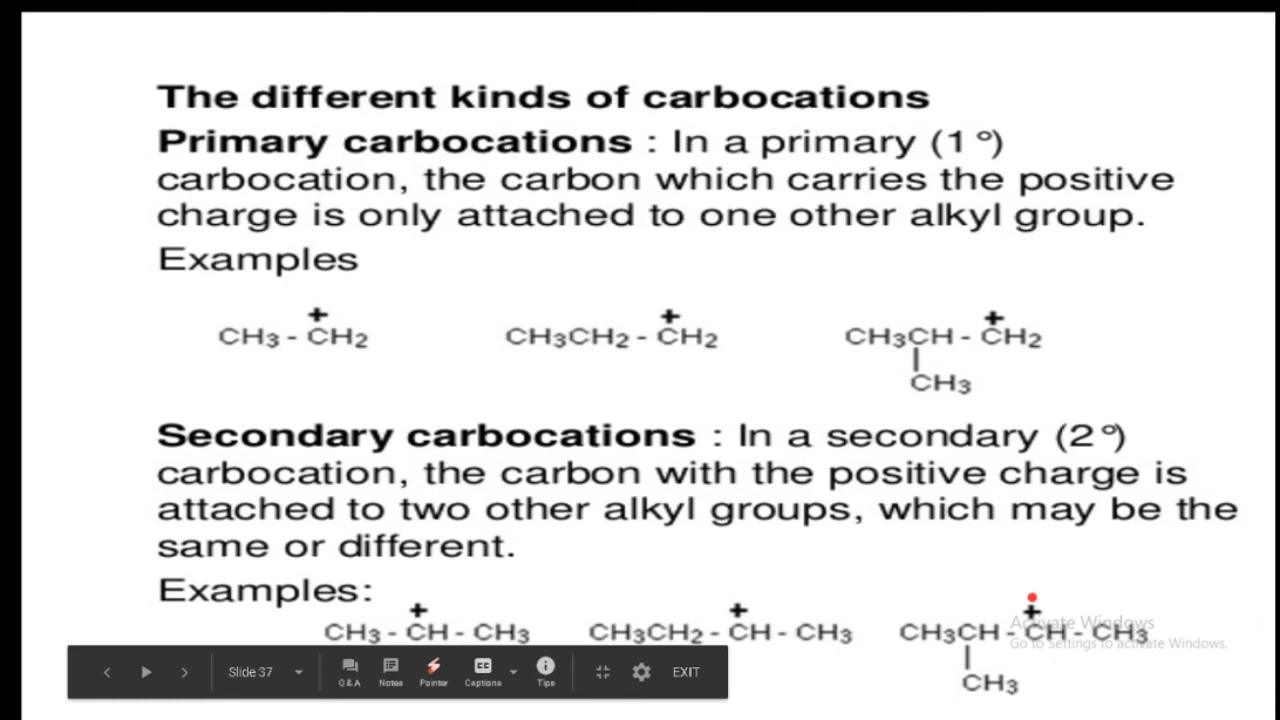 The different kinds of carbocations
Primary carbocations : In a primary (1°)
carbocation, the carbon which carries the positive
charge is only attached to one other alkyl group.
Examples
+ + +
CH3 - CH2 CH3CH2 - CH2 CH3CH - CH2
|
CH3
Secondary carbocations : In a secondary (2°)
carbocation, the carbon with the positive charge is
attached to two other alkyl groups, which may be the
same or different.
Examples:
+ + +
CH3 - CH - CH3 CH3CH2 - CH - CH3 CH3CH - CH - CH3
|
CH3
Activate Windows
Go to Settings to activate Windows.
Slide 37
Q&A Notes Pointer Captions Tips EXIT